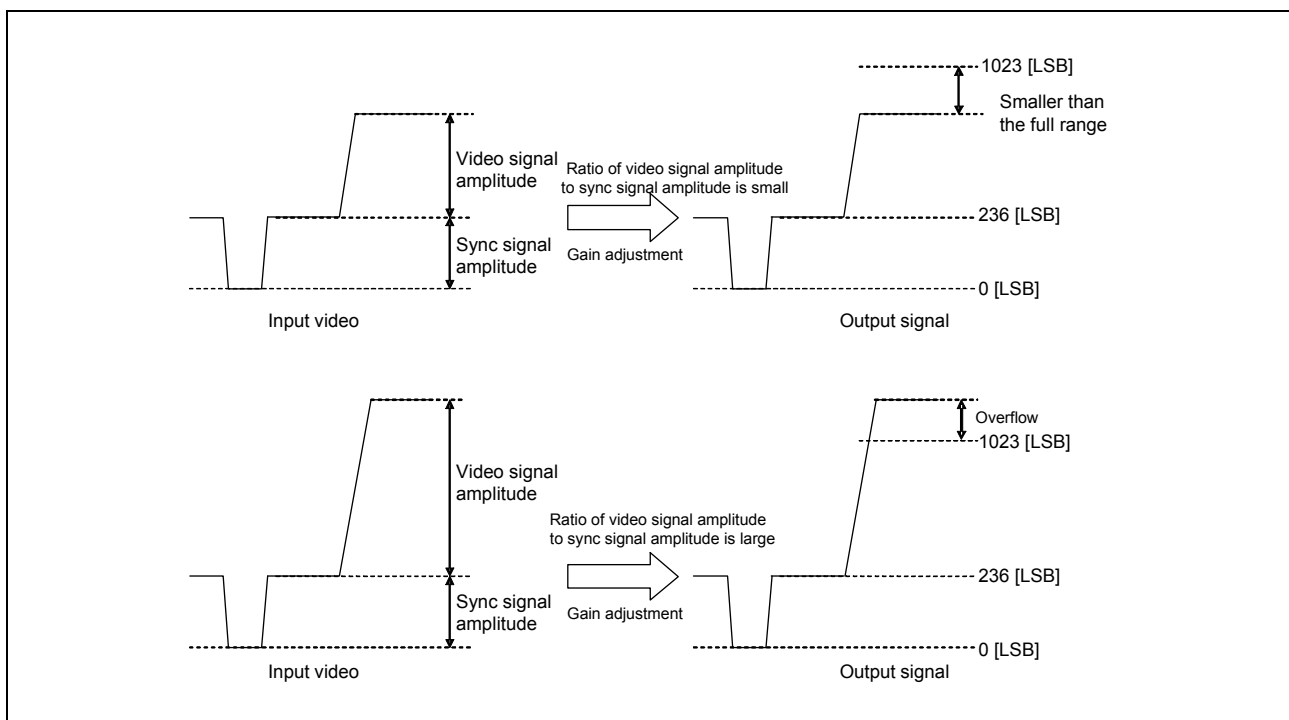 1023 [LSB]
Smaller than
the full range
Video signal
amplitude
Ratio of video signal amplitude
to sync signal amplitude is small
236 [LSB]
Sync signal
amplitude
Gain adjustment
0 [LSB]
Input video
Output signal
Overflow
1023 [LSB]
Video signal
amplitude
Ratio of video signal amplitude
to sync signal amplitude is large
236 [LSB]
Sync signal
amplitude
Gain adjustment
0 [LSB]
Input video
Output signal